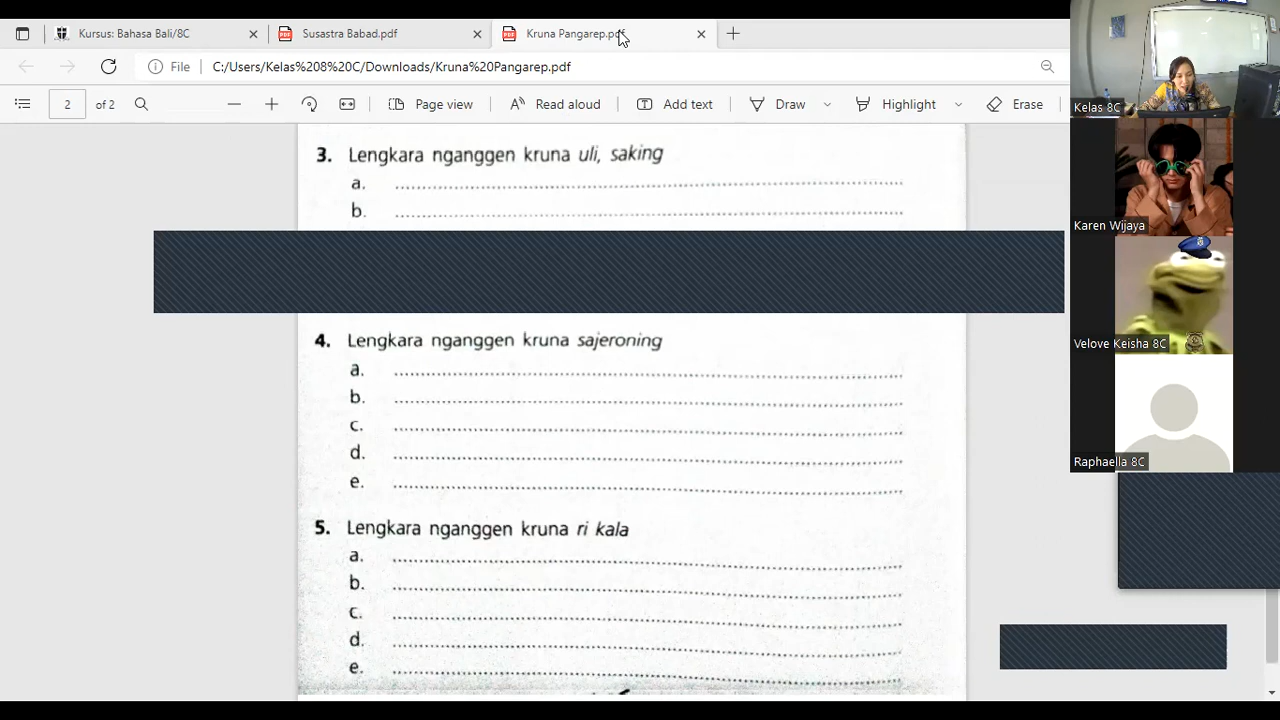 Kursus: Bahasa Bali/8C
Susastra Babad.pdf
Kruna Pangarep.pdf
File
C:/Users/Kelas%208%20C/Downloads/Kruna%20Pangarep.pdf
2 of 2
Page view
Read aloud
Add text
Draw
Highlight
Erase
3. Lengkara nganggen kruna uli, saking
a.
b.
4. Lengkara nganggen kruna sajeroning
a.
b.
c.
d.
e.
5. Lengkara nganggen kruna ri kala
a.
b.
c.
d.
e.
Kelas 8C
Karen Wijaya
Velove Keisha 8C
Raphaella 8C